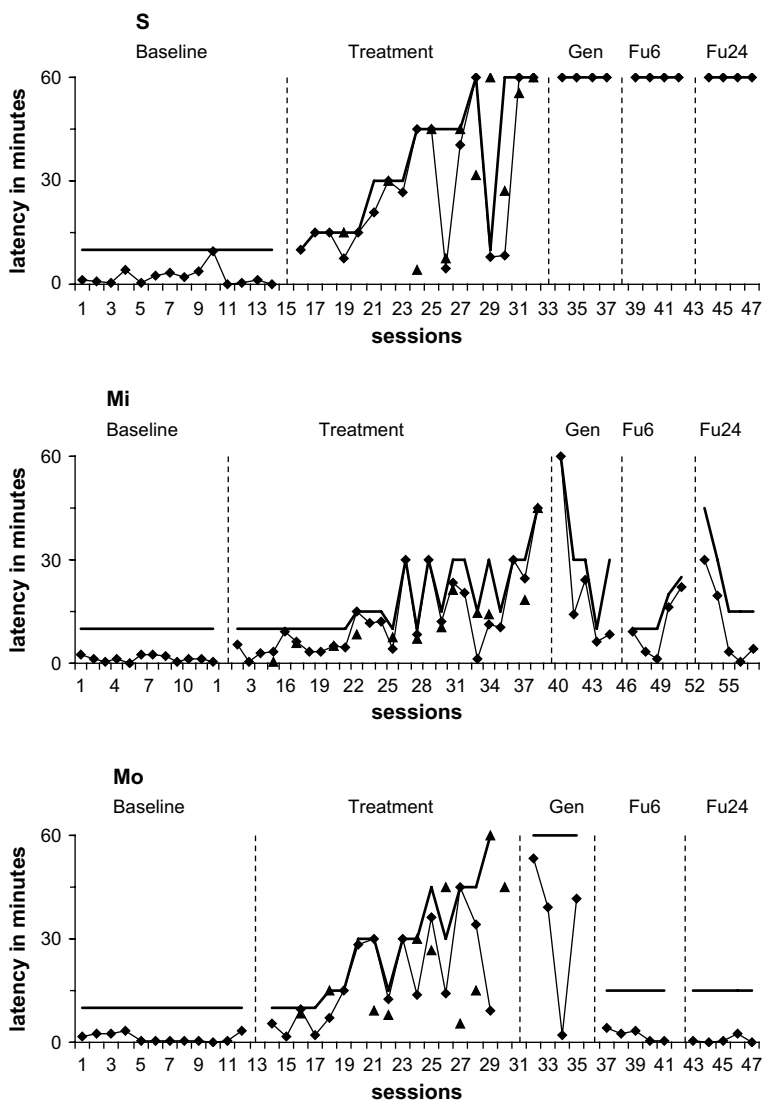 S
Baseline Treatment Gen Fu6 Fu24
latency in minutes
60
30
0
1 3 5 7 9 11 13 15 17 19 21 23 25 27 29 31 33 35 37 39 41 43 45 47
sessions
Mi
Baseline Treatment Gen Fu6 Fu24
latency in minutes
60
30
0
1 4 7 10 1 3 16 19 22 25 28 31 34 37 40 43 46 49 52 55
sessions
Mo
Baseline Treatment Gen Fu6 Fu24
latency in minutes
60
30
0
1 3 5 7 9 11 13 15 17 19 21 23 25 27 29 31 33 35 37 39 41 43 45 47
sessions